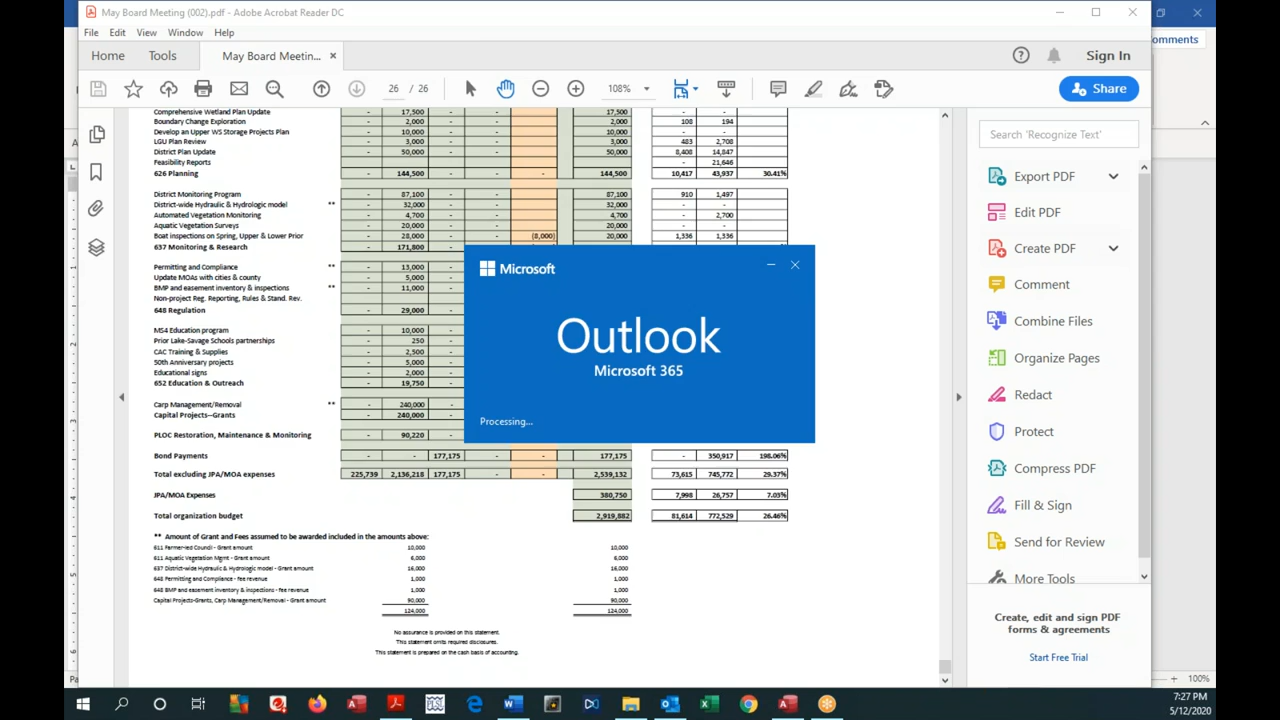 May Board Meeting (002).pdf - Adobe Acrobat Reader DC
File Edit View Window Help
Home Tools May Board Meetin... × Sign In
26 / 26 108% Share
omments
Comprehensive Wetland Plan Update - 17,500 - - 17,500 - -
Boundary Change Exploration - 2,000 - - 2,000 108 194
Develop an Upper WS Storage Projects Plan - 10,000 - - 10,000 - -
LGU Plan Review - 3,000 - - 3,000 483 2,708
District Plan Update - 50,000 - - 50,000 8,408 14,847
Feasibility Reports - 21,646
626 Planning - 144,500 - - - 144,500 10,417 43,937 30.41%
District Monitoring Program - 87,100 - - 87,100 910 1,497
District-wide Hydraulic & Hydrologic model ** - 32,000 - - 32,000 - -
Automated Vegetation Monitoring - 4,700 - - 4,700 - 2,700
Aquatic Vegetation Surveys - 20,000 - - 20,000 - -
Boat inspections on Spring, Upper & Lower Prior - 28,000 - - (8,000) 20,000 1,336 1,336
637 Monitoring & Research - 171,800 -
Permitting and Compliance ** - 13,000 -
Update MOAs with cities & county - 5,000 -
BMP and easement inventory & inspections ** - 11,000 -
Non-project Reg. Reporting, Rules & Stand. Rev.
648 Regulation - 29,000 -
MS4 Education program - 10,000 -
Prior Lake-Savage Schools partnerships - 250 -
CAC Training & Supplies - 2,500 -
50th Anniversary projects - 5,000 -
Educational signs - 2,000 -
652 Education & Outreach - 19,750 -
Carp Management/Removal ** - 240,000 -
Capital Projects--Grants - 240,000 -
PLOC Restoration, Maintenance & Monitoring - 90,220 -
Bond Payments - - 177,175 - - 177,175 - 350,917 198.06%
Total excluding JPA/MOA expenses 225,739 2,136,218 177,175 - - 2,539,132 73,615 745,772 29.37%
JPA/MOA Expenses 380,750 7,998 26,757 7.03%
Total organization budget 2,919,882 81,614 772,529 26.46%
** Amount of Grant and Fees assumed to be awarded included in the amounts above:
611 Farmer-led Council - Grant amount 10,000 10,000
611 Aquatic Vegetation Mgmt - Grant amount 6,000 6,000
637 District-wide Hydraulic & Hydrologic model - Grant amount 16,000 16,000
648 Permitting and Compliance - fee revenue 1,000 1,000
648 BMP and easement inventory & inspections - fee revenue 1,000 1,000
Capital Projects-Grants, Carp Management/Removal - Grant amount 90,000 90,000
124,000 124,000
No assurance is provided on this statement.
This statement omits required disclosures.
This statement is prepared on the cash basis of accounting.
Microsoft
Outlook
Microsoft 365
Processing...
Search 'Recognize Text'
Export PDF
Edit PDF
Create PDF
Comment
Combine Files
Organize Pages
Redact
Protect
Compress PDF
Fill & Sign
Send for Review
More Tools
Create, edit and sign PDF
forms & agreements
Start Free Trial
Pa
100%
7:27 PM
5/12/2020